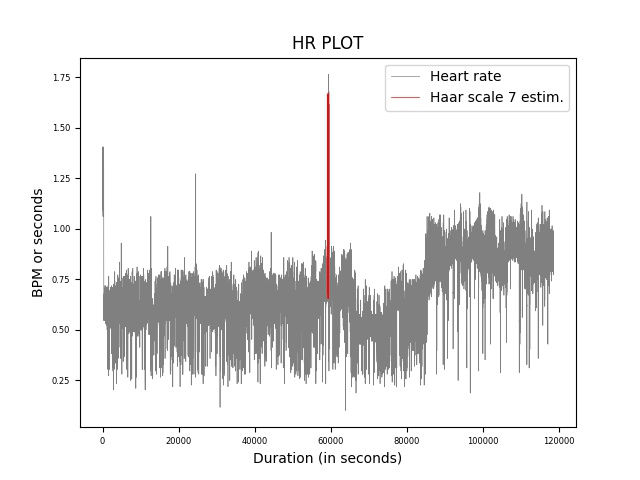 HR PLOT
Heart rate
Haar scale 7 estim.
BPM or seconds
1.75
1.50
1.25
1.00
0.75
0.50
0.25
0 20000 40000 60000 80000 100000 120000
Duration (in seconds)